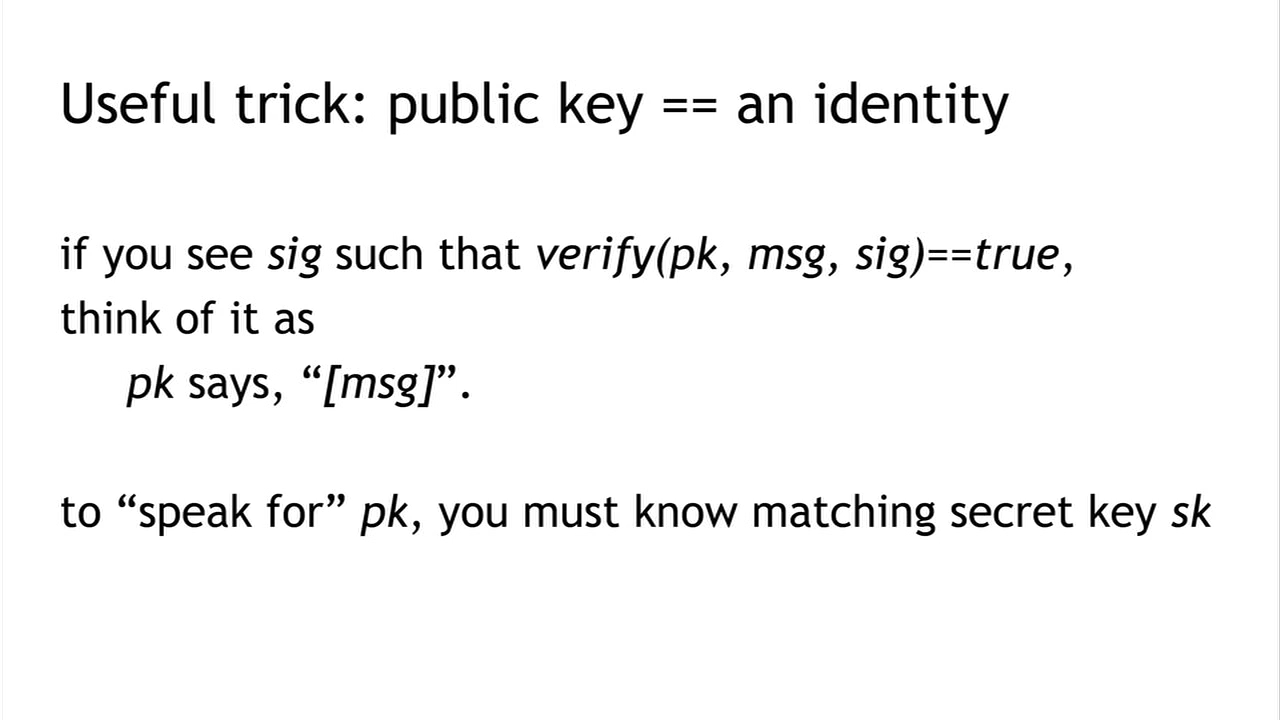 Useful trick: public key == an identity
if you see sig such that verify(pk, msg, sig)==true,
think of it as
pk says, “[msg]”.
to “speak for” pk, you must know matching secret key sk